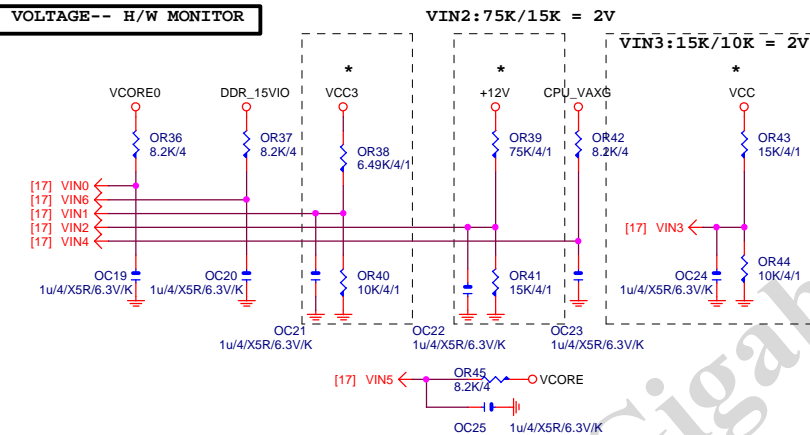 VOLTAGE-- H/W MONITOR
VIN2:75K/15K = 2V
VIN3:15K/10K = 2V
*
*
*
VCORE0
DDR_15VIO
VCC3
+12V
CPU_VAXG
VCC
OR36
8.2K/4
OR37
8.2K/4
OR38
6.49K/4/1
OR39
75K/4/1
OR42
8.2K/4
OR43
15K/4/1
[17] VIN0
[17] VIN6
[17] VIN1
[17] VIN2
[17] VIN4
[17] VIN3
OC19
1u/4/X5R/6.3V/K
OC20
1u/4/X5R/6.3V/K
OR40
10K/4/1
OR41
15K/4/1
OC24
1u/4/X5R/6.3V/K
OR44
10K/4/1
OC21
1u/4/X5R/6.3V/K
OC22
1u/4/X5R/6.3V/K
OC23
1u/4/X5R/6.3V/K
[17] VIN5
OR45
8.2K/4
VCORE
OC25
1u/4/X5R/6.3V/K
Gigab